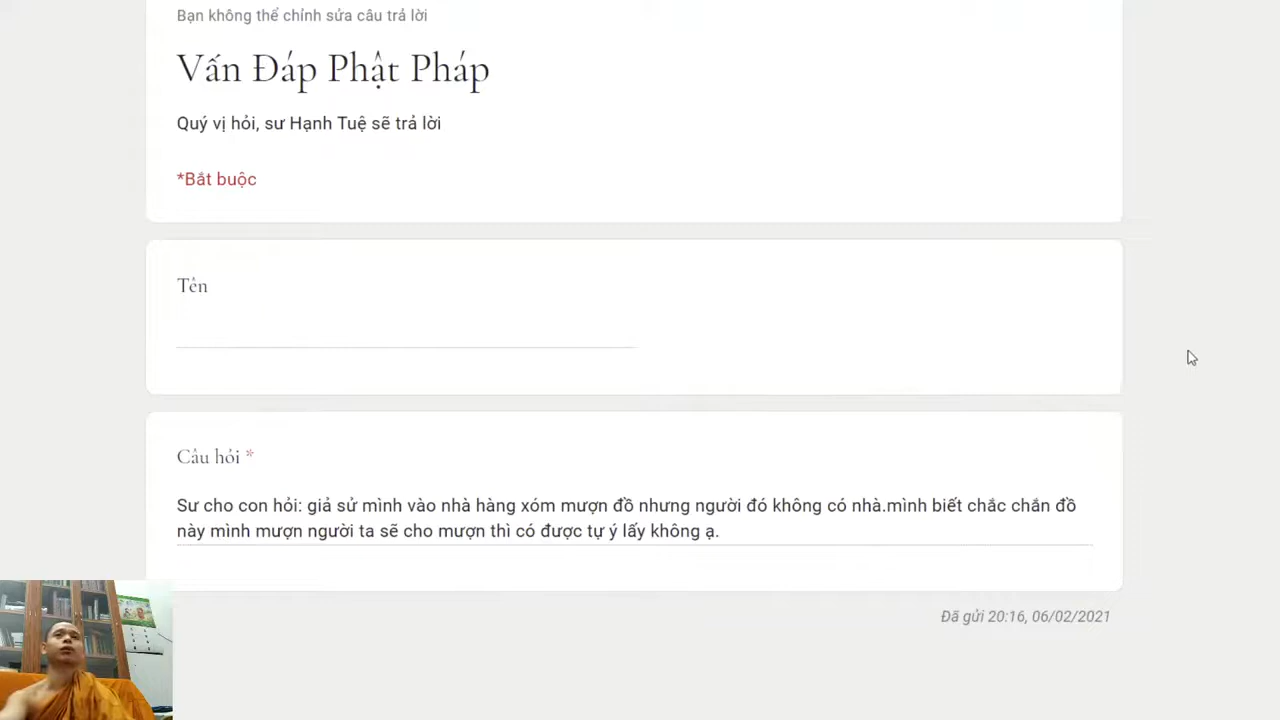 Bạn không thể chỉnh sửa câu trả lời
Vấn Đáp Phật Pháp
Quý vị hỏi, sư Hạnh Tuệ sẽ trả lời
*Bắt buộc
Tên
Câu hỏi *
Sư cho con hỏi: giả sử mình vào nhà hàng xóm mượn đồ nhưng người đó không có nhà.mình biết chắc chắn đồ
này mình mượn người ta sẽ cho mượn thì có được tự ý lấy không ạ.
Đã gửi 20:16, 06/02/2021